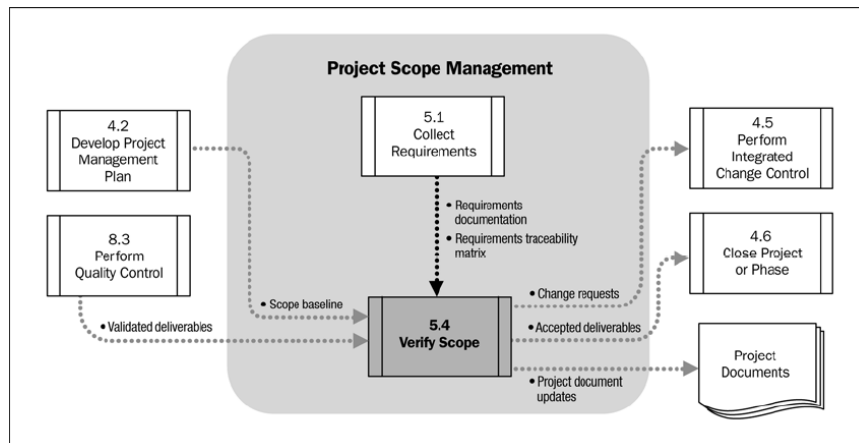 Project Scope Management
4.2
Develop Project
Management
Plan
5.1
Collect
Requirements
4.5
Perform
Integrated
Change Control
8.3
Perform
Quality Control
• Requirements
documentation
• Requirements traceability
matrix
4.6
Close Project
or Phase
• Scope baseline
• Change requests
• Validated deliverables
5.4
Verify Scope
• Accepted deliverables
• Project document
updates
Project
Documents